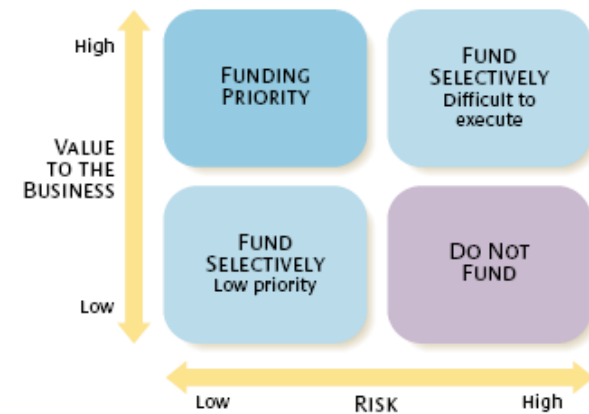 High
VALUE
TO THE
BUSINESS
Low
FUNDING
PRIORITY
FUND
SELECTIVELY
Difficult to
execute
FUND
SELECTIVELY
Low priority
DO NOT
FUND
Low
RISK
High